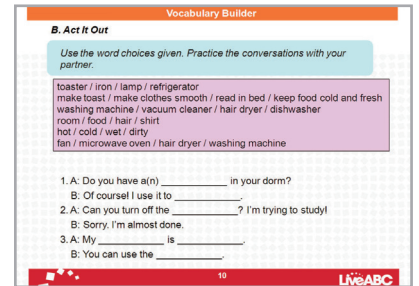 Vocabulary Builder
B. Act It Out
Use the word choices given. Practice the conversations with your
partner.
toaster / iron / lamp / refrigerator
make toast / make clothes smooth / read in bed / keep food cold and fresh
washing machine / vacuum cleaner / hair dryer / dishwasher
room / food / hair / shirt
hot / cold / wet / dirty
fan / microwave oven / hair dryer / washing machine
1. A: Do you have a(n) ____________ in your dorm?
B: Of course! I use it to ____________.
2. A: Can you turn off the ____________? I'm trying to study!
B: Sorry. I'm almost done.
3. A: My ____________ is ____________.
B: You can use the ____________.
10
LiveABC